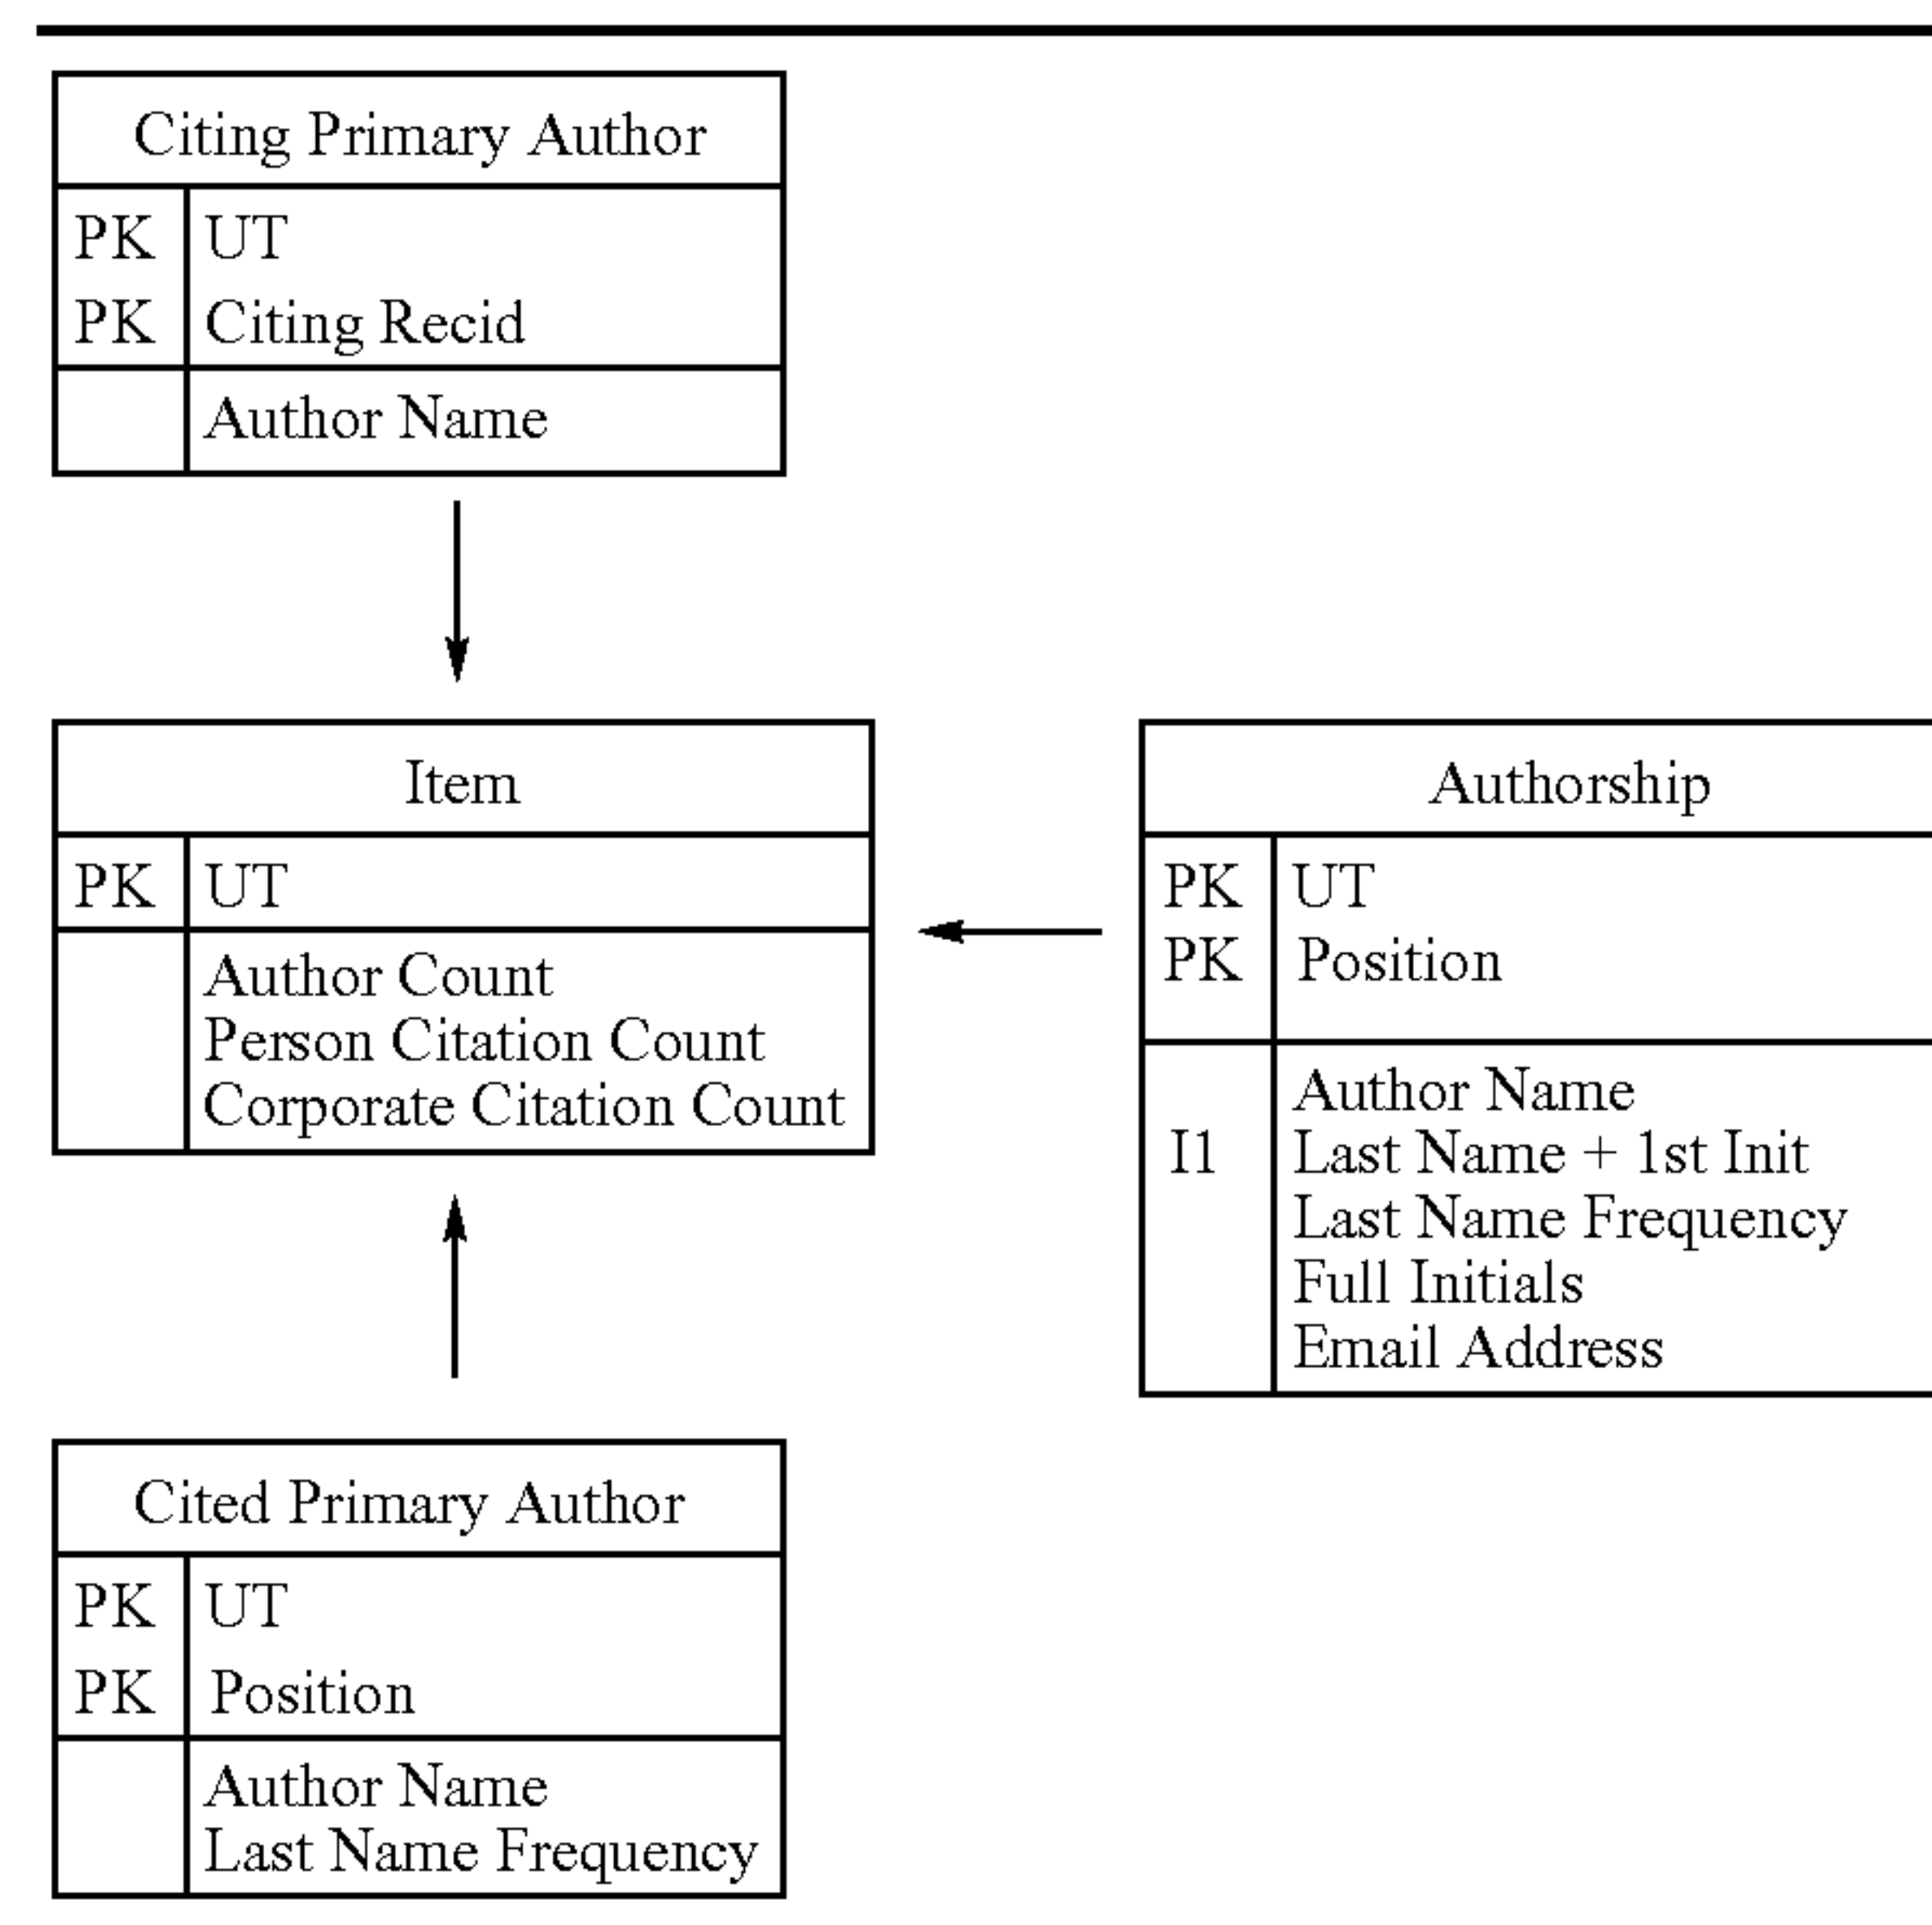 Citing Primary Author
PK UT
PK Citing Recid
Author Name
Item
PK UT
Author Count
Person Citation Count
Corporate Citation Count
Authorship
PK UT
PK Position
Author Name
I1 Last Name + 1st Init
Last Name Frequency
Full Initials
Email Address
Cited Primary Author
PK UT
PK Position
Author Name
Last Name Frequency